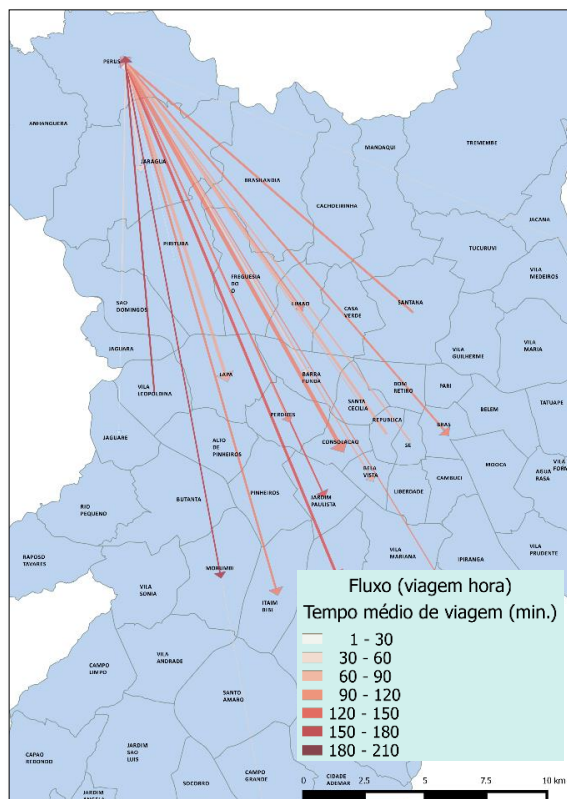 PERUS
ANHANGUERA
MANDAQUI
TREMEMBE
JARAGUA
BRASILANDIA
CACHOEIRINHA
JACANA
PIRITUBA
TUCURUVI
FREGUESIA
DO
O
VILA
MEDEIROS
SAO
DOMINGOS
LIMAO
CASA
VERDE
SANTANA
JAGUARA
VILA
GUILHERME
VILA
MARIA
LAPA
BARRA
FUNDA
BOM
RETIRO
PARI
VILA
LEOPOLDINA
SANTA
CECILIA
BELEM
TATUAPE
PERDIZES
REPUBLICA
BRAS
JAGUARE
ALTO
DE
PINHEIROS
CONSOLACAO
SE
MOOCA
AGUA
RASA
VILA
FORM
BELA
VISTA
CAMBUCI
BUTANTA
PINHEIROS
JARDIM
PAULISTA
LIBERDADE
RIO
PEQUENO
VILA
MARIANA
IPIRANGA
VILA
PRUDENTE
RAPOSO
TAVARES
MORUMBI
VILA
SONIA
ITAIM
BIBI
CAMPO
LIMPO
VILA
ANDRADE
SANTO
AMARO
CAPAO
REDONDO
JARDIM
SAO
LUIS
SOCORRO
CAMPO
GRANDE
CIDADE
ADEMAR
JARDIM
ANGELA
Fluxo (viagem hora)
Tempo médio de viagem (min.)
1 - 30
30 - 60
60 - 90
90 - 120
120 - 150
150 - 180
180 - 210
0 2.5 5 7.5 10 km